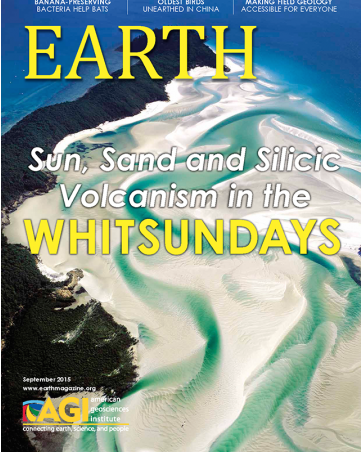 BANANA-PRESERVING
BACTERIA HELP BATS
OLDEST BIRDS
UNEARTHED IN CHINA
MAKING FIELD GEOLOGY
ACCESSIBLE FOR EVERYONE
EARTH
Sun, Sand and Silicic
Volcanism in the
WHITSUNDAYS
September 2015
www.earthmagazine.org
AGI
american
geosciences
institute
connecting earth, science, and people